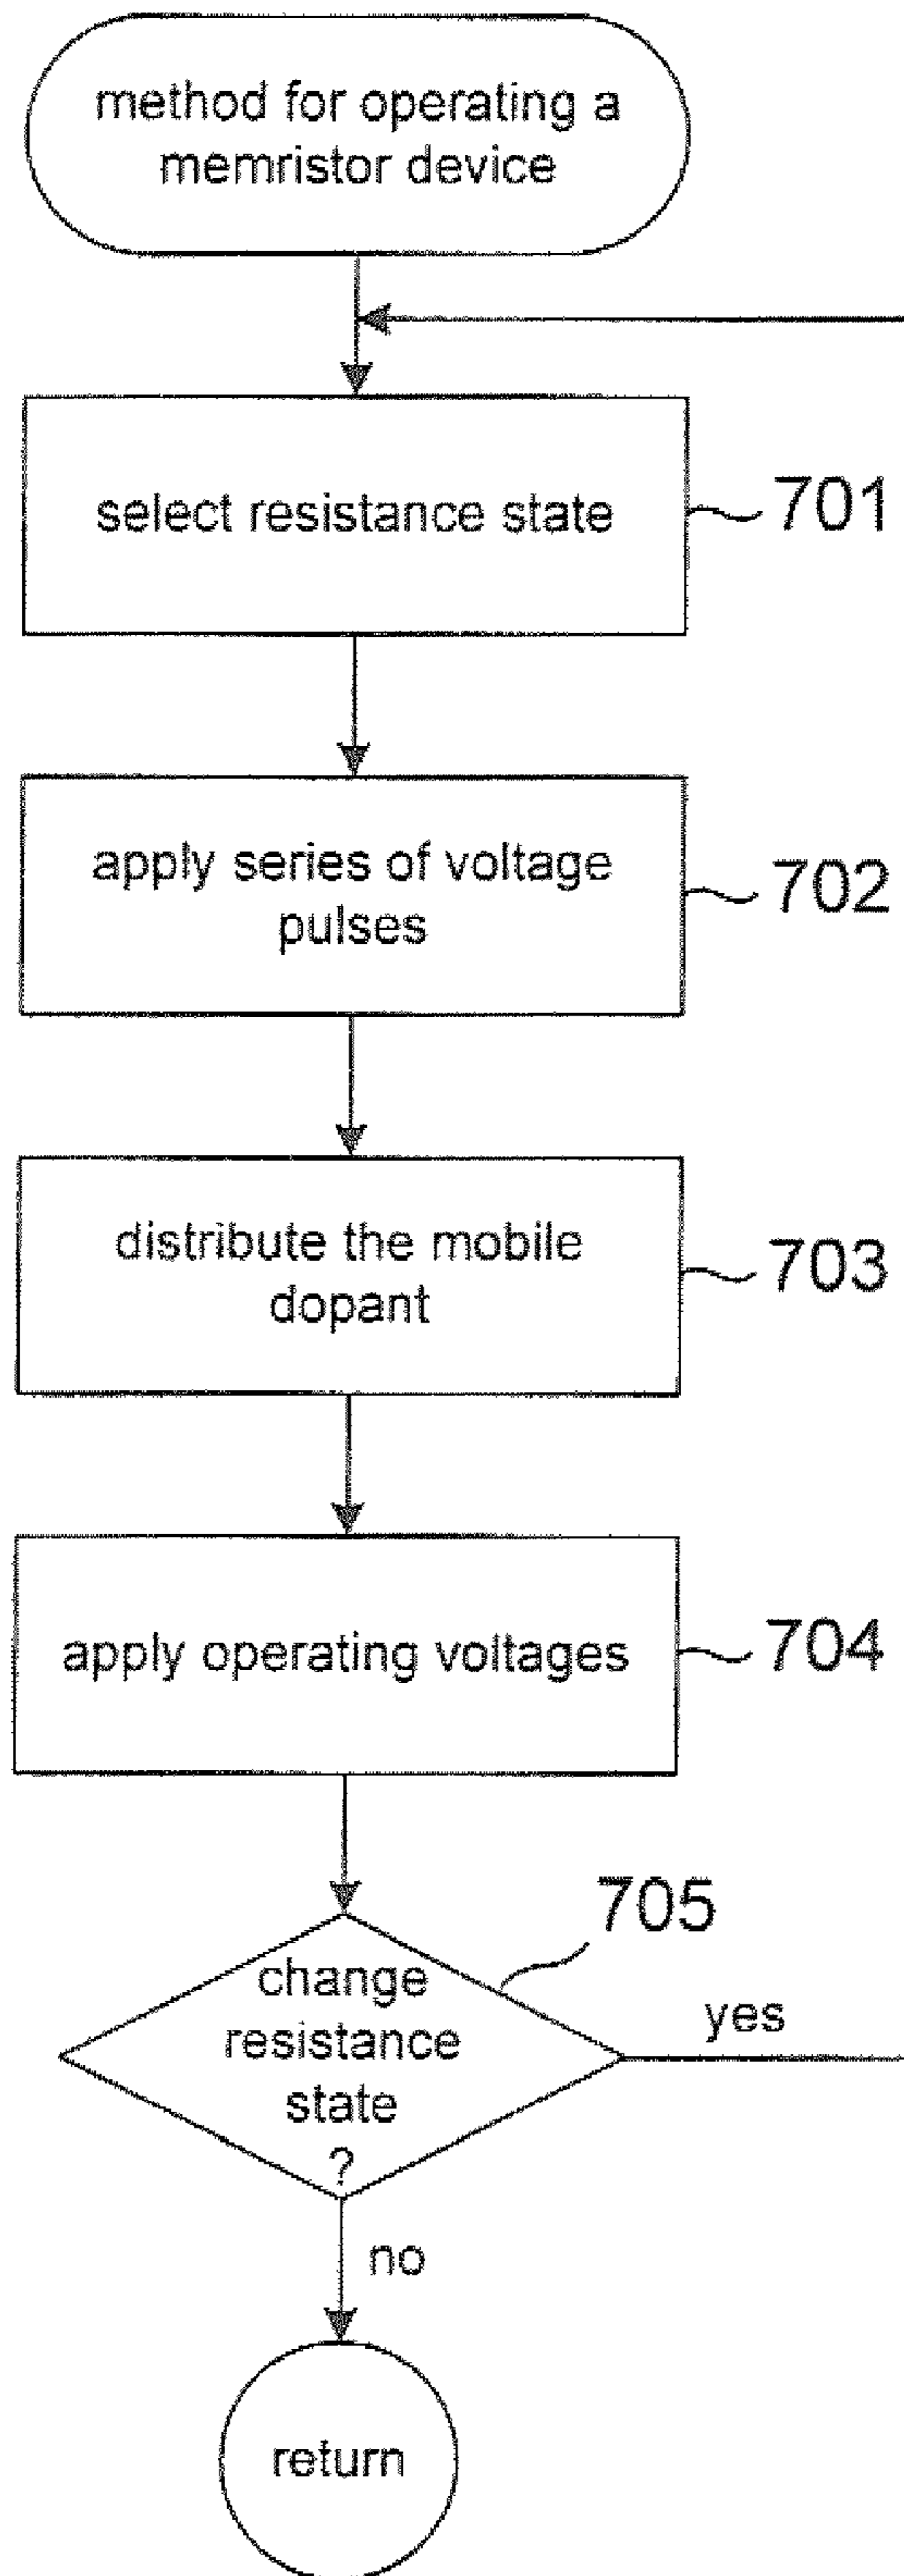 method for operating a
memristor device
select resistance state
701
apply series of voltage
pulses
702
distribute the mobile
dopant
703
apply operating voltages
704
705
change
resistance
state
?
yes
no
return